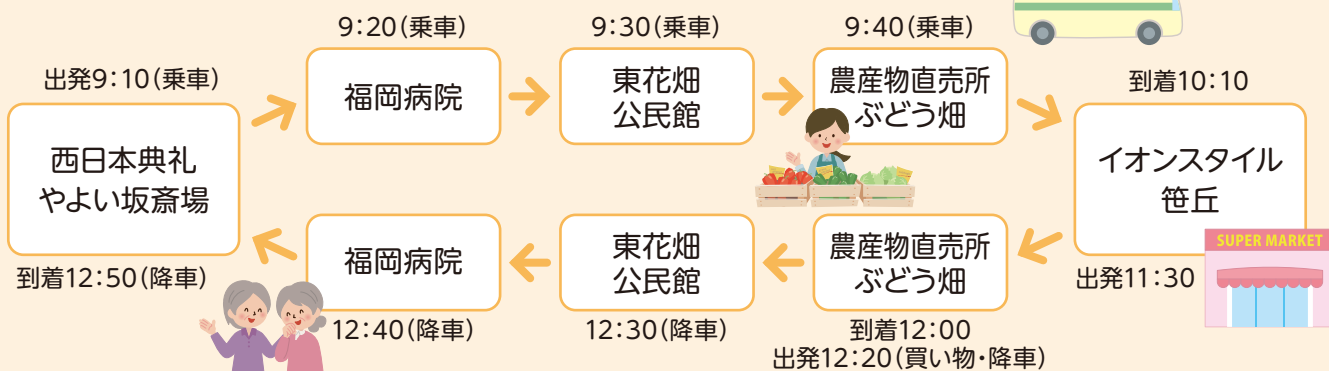 9:20(乗車)
9:30(乗車)
9:40(乗車)
出発9:10(乗車)
福岡病院
東花畑
公民館
農産物直売所
ぶどう畑
到着10:10
西日本典礼
やよい坂斎場
イオンスタイル
笹丘
福岡病院
東花畑
公民館
農産物直売所
ぶどう畑
SUPER MARKET
到着12:50(降車)
出発11:30
12:40(降車)
12:30(降車)
到着12:00
出発12:20(買い物・降車)